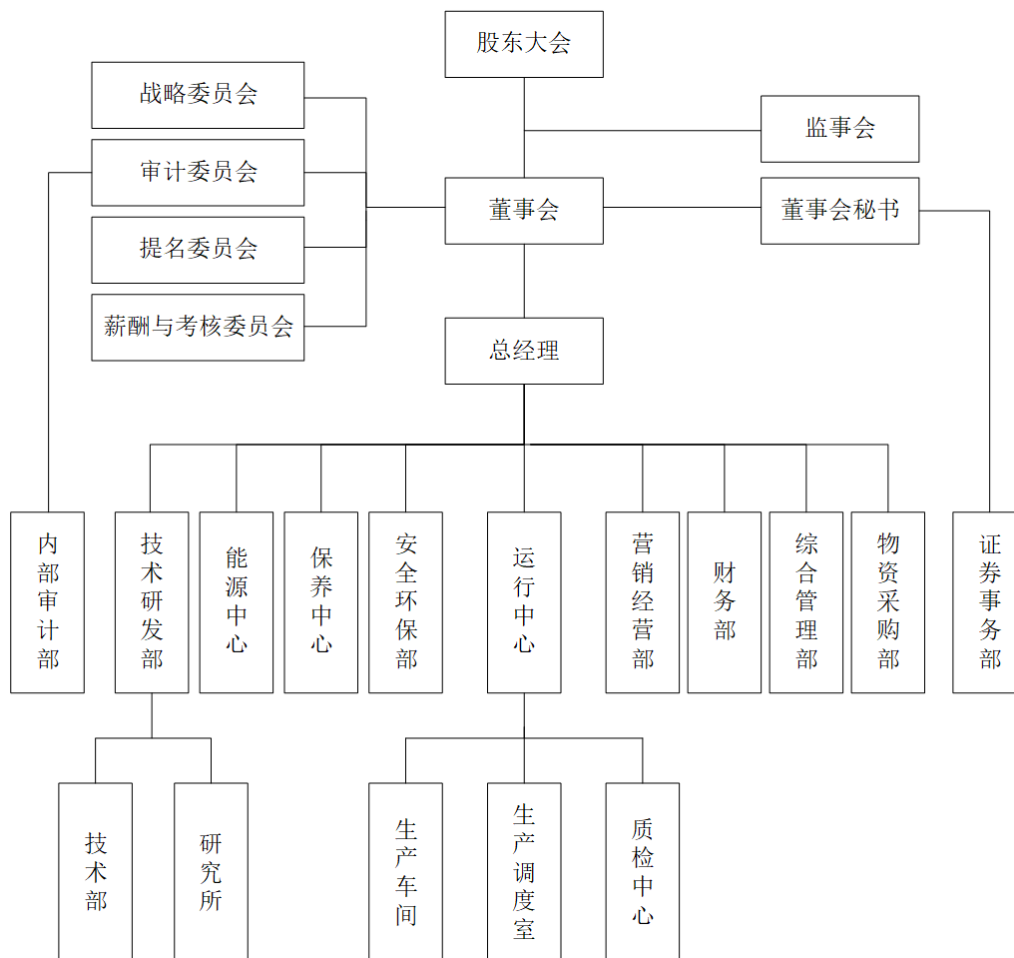 股东大会
战略委员会
监事会
审计委员会
董事会
董事会秘书
提名委员会
薪酬与考核委员会
总经理
内部审计部
技术研发部
能源中心
保养中心
安全环保部
运行中心
营销经营部
财务部
综合管理部
物资采购部
证券事务部
技术部
研究所
生产车间
生产调度室
质检中心